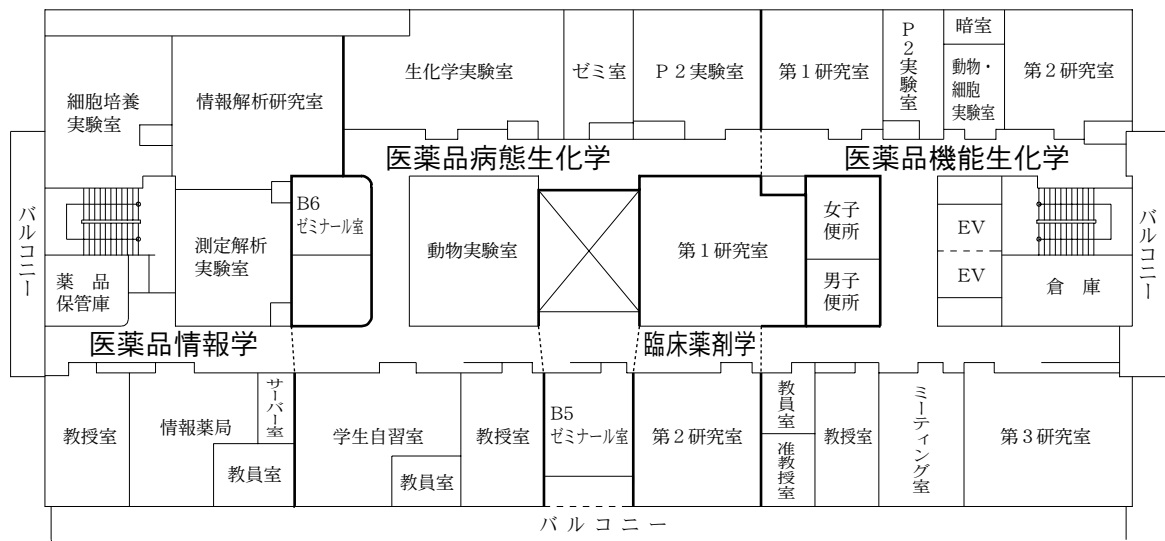 生化学実験室
ゼミ室
Ｐ２実験室
第１研究室
Ｐ２実験室
暗室
動物・
細胞
実験室
第２研究室
細胞培養
実験室
情報解析研究室
医薬品病態生化学
医薬品機能生化学
バルコニー
B6
ゼミナール室
測定解析
実験室
動物実験室
第１研究室
女子
便所
男子
便所
EV
EV
倉庫
バルコニー
薬品
保管庫
医薬品情報学
臨床薬剤学
教授室
情報薬局
サーバー室
教員室
学生自習室
教員室
教授室
B5
ゼミナール室
第２研究室
教員室
准教授室
教授室
ミーティング室
第３研究室
バルコニー